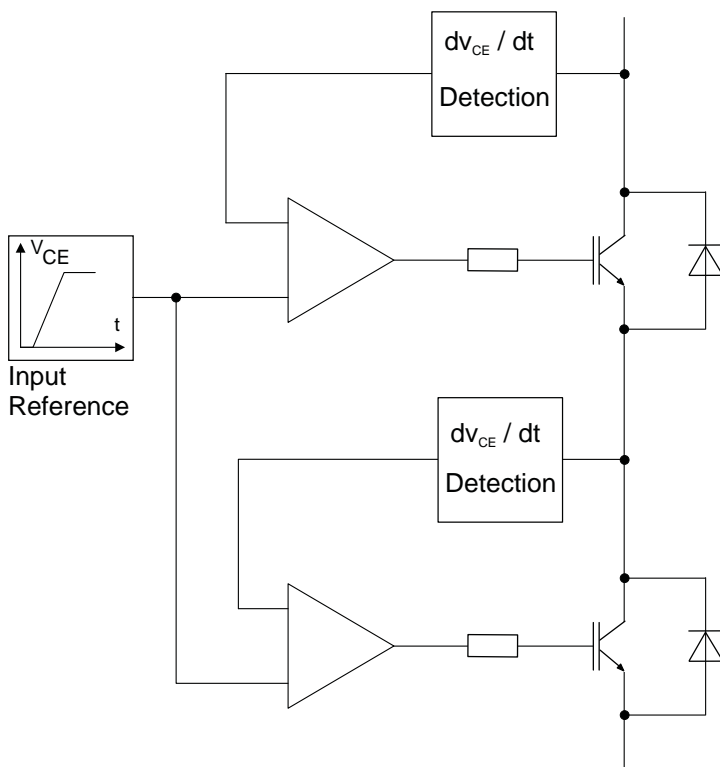 dv_CE / dt
Detection
V_CE
t
Input
Reference
dv_CE / dt
Detection